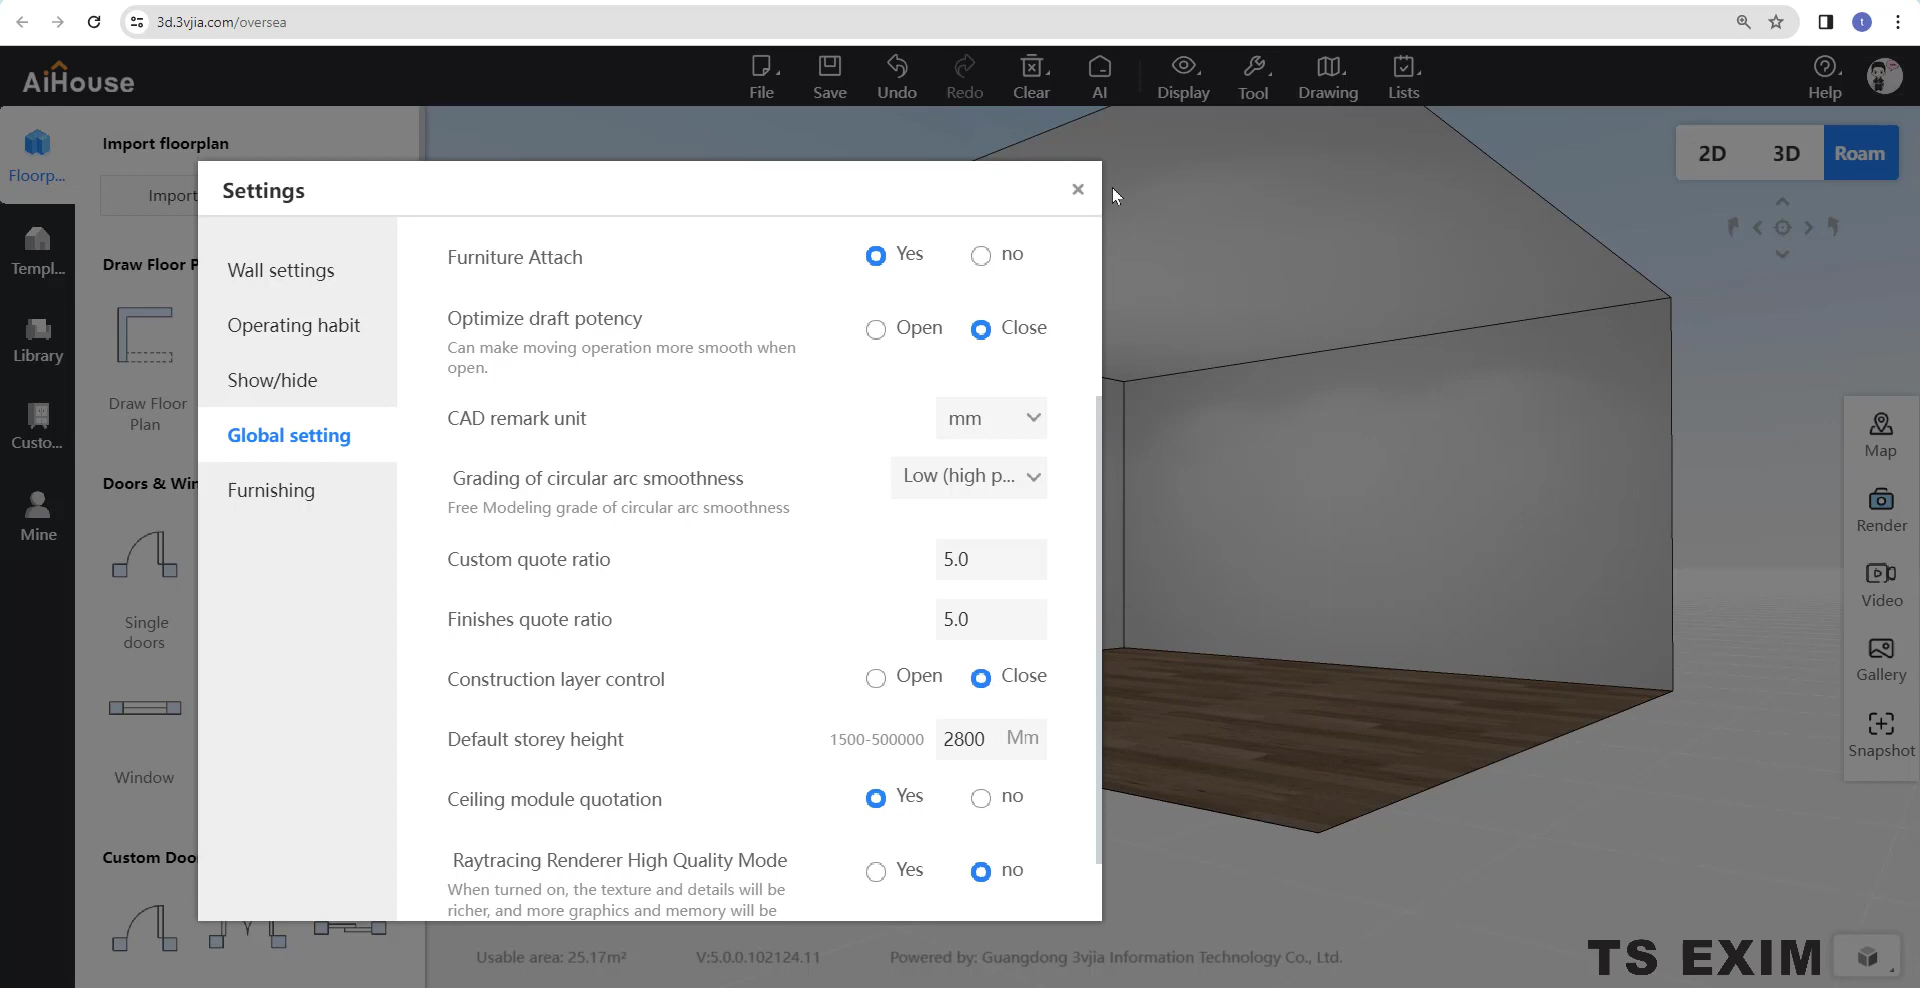 3d.3vjia.com/oversea
t
AiHouse
File
Save
Undo
Redo
Clear
AI
Display
Tool
Drawing
Lists
Help
Floorp...
Templ...
Library
Custo...
Mine
Import floorplan
Import
Draw Floor P
Draw Floor
Plan
Doors & Win
Single
doors
Window
Custom Doo
Settings
Wall settings
Operating habit
Show/hide
Global setting
Furnishing
Furniture Attach
Yes
no
Optimize draft potency
Open
Close
Can make moving operation more smooth when
open.
CAD remark unit
mm
Grading of circular arc smoothness
Low (high p...
Free Modeling grade of circular arc smoothness
Custom quote ratio
5.0
Finishes quote ratio
5.0
Construction layer control
Open
Close
Default storey height
1500-500000
2800
Mm
Ceiling module quotation
Yes
no
Raytracing Renderer High Quality Mode
Yes
no
When turned on, the texture and details will be
richer, and more graphics and memory will be
2D
3D
Roam
Map
Render
Video
Gallery
Snapshot
Usable area: 25.17m²
V:5.0.0.102124.11
Powered by: Guangdong 3vjia Information Technology Co., Ltd.
TS EXIM